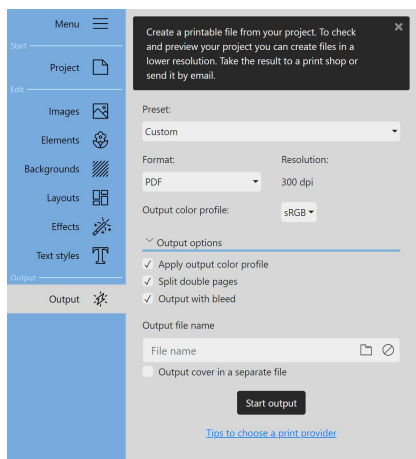 Menu
Start
Project
Edit
Images
Elements
Backgrounds
Layouts
Effects
Text styles
Output
Output
Create a printable file from your project. To check
and preview your project you can create files in a
lower resolution. Take the result to a print shop or
send it by email.
Preset:
Custom
Format:
Resolution:
PDF
300 dpi
Output color profile:
sRGB
Output options
Apply output color profile
Split double pages
Output with bleed
Output file name
File name
Output cover in a separate file
Start output
Tips to choose a print provider